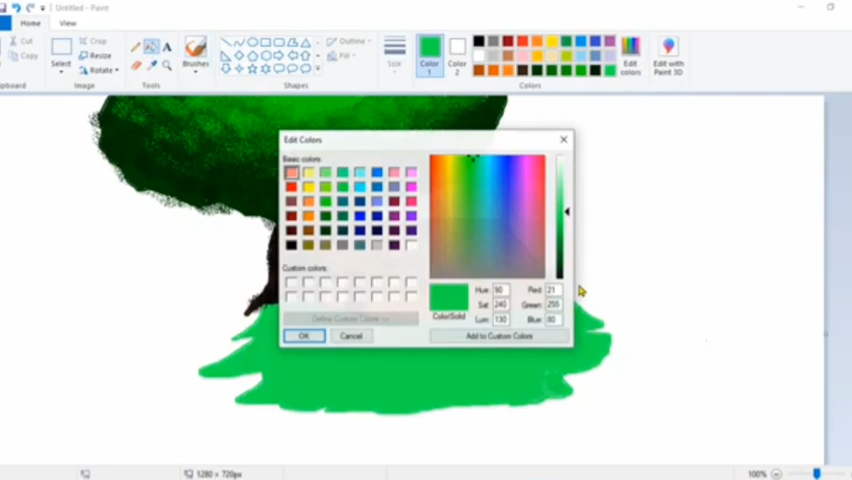 Untitled - Paint
Home View
Cut
Copy
Select
Crop
Resize
Rotate
A
Brushes
Outline
Fill
Size
Color 1
Color 2
Edit colors
Edit with Paint 3D
lipboard
Image
Tools
Shapes
Colors
Edit Colors
Basic colors:
Custom colors:
Define Custom Colors >>
OK
Cancel
Color|Solid
Hue: 90
Sat: 240
Lum: 130
Red: 21
Green: 255
Blue: 80
Add to Custom Colors
1280 × 720px
100%